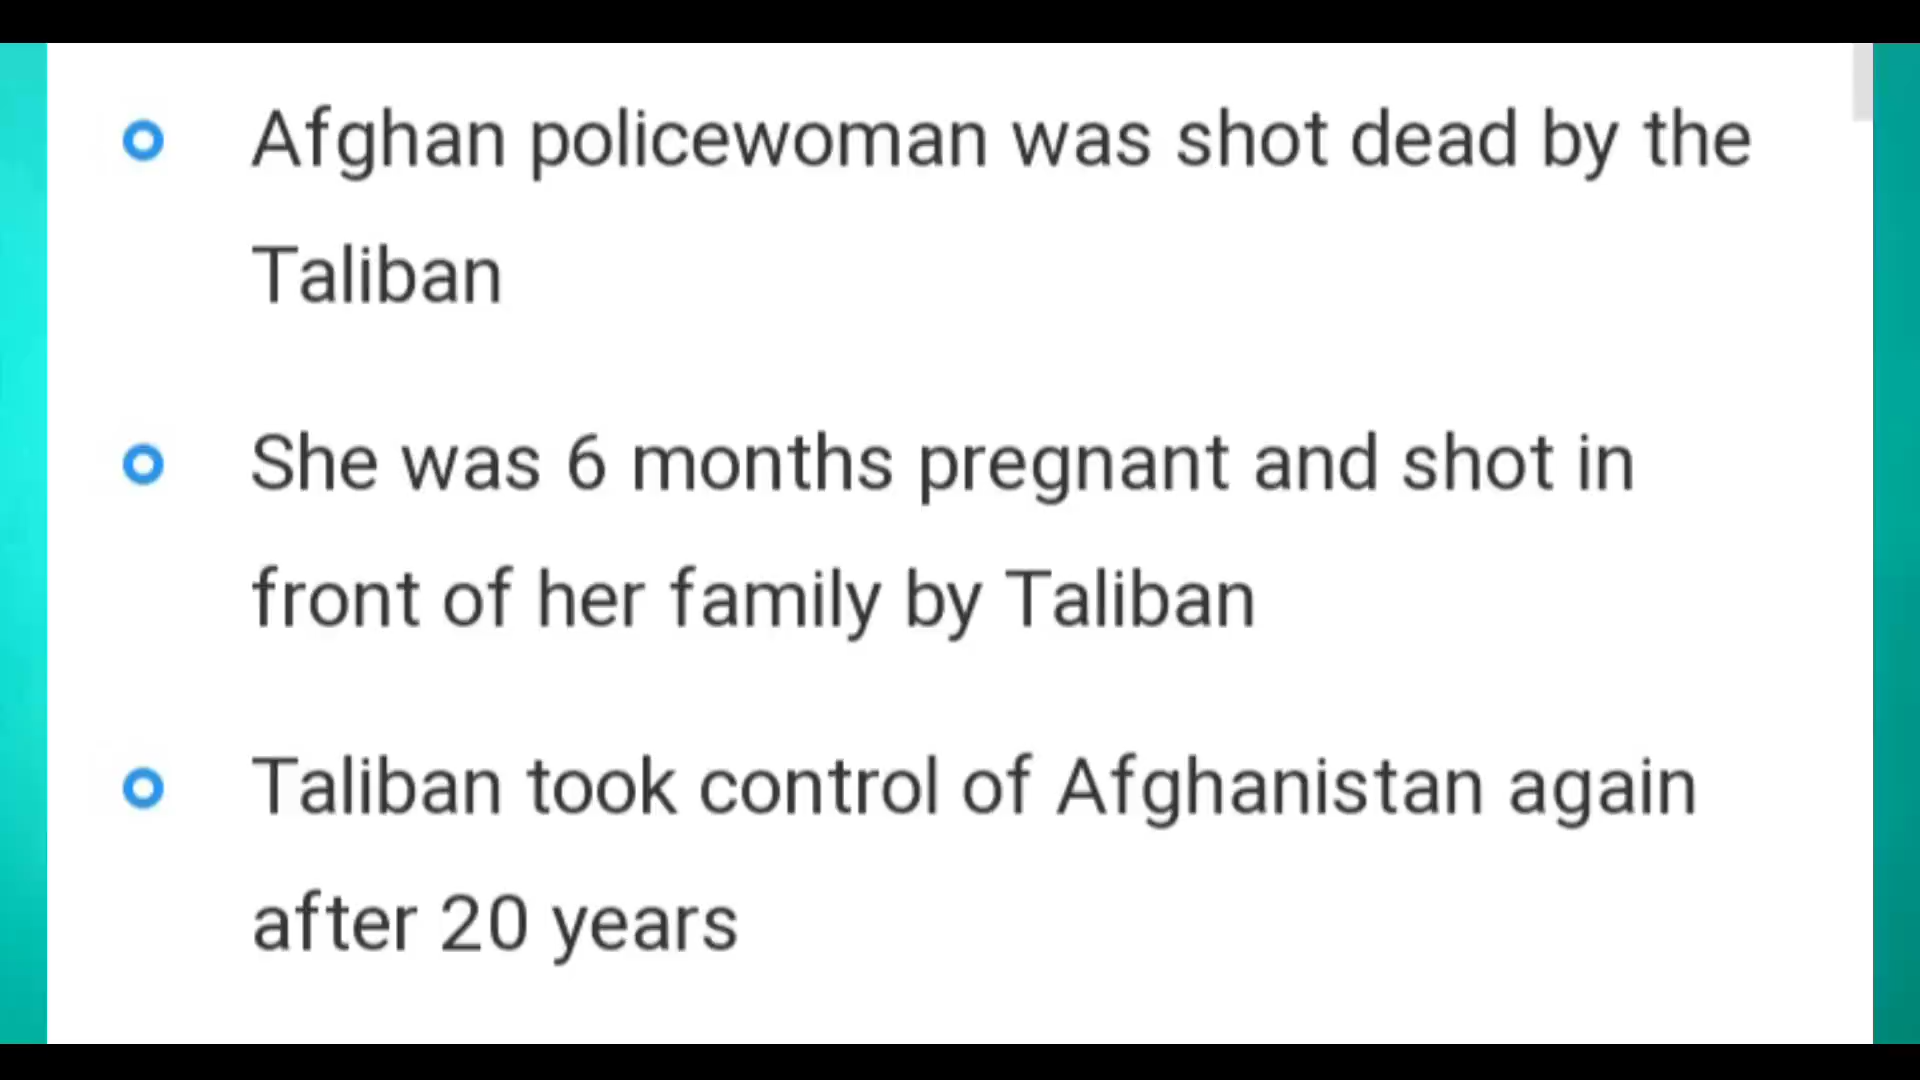 Afghan policewoman was shot dead by the
Taliban
She was 6 months pregnant and shot in
front of her family by Taliban
Taliban took control of Afghanistan again
after 20 years